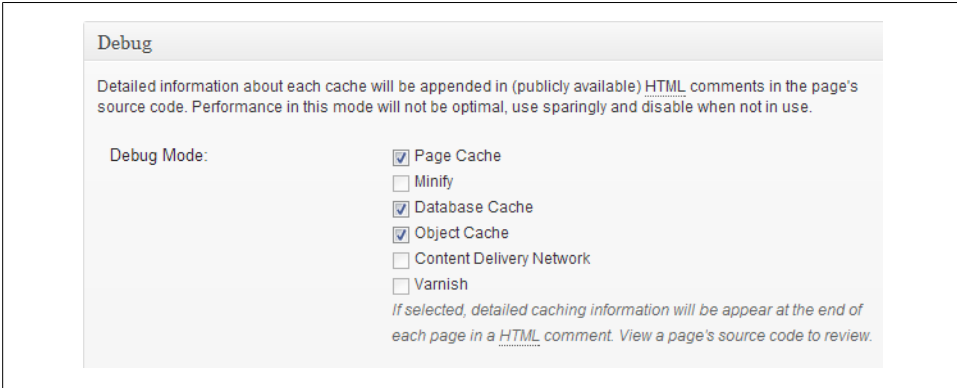 Debug
Detailed information about each cache will be appended in (publicly available) HTML comments in the page's
source code. Performance in this mode will not be optimal, use sparingly and disable when not in use.
Debug Mode:
Page Cache
Minify
Database Cache
Object Cache
Content Delivery Network
Varnish
If selected, detailed caching information will be appear at the end of
each page in a HTML comment. View a page's source code to review.